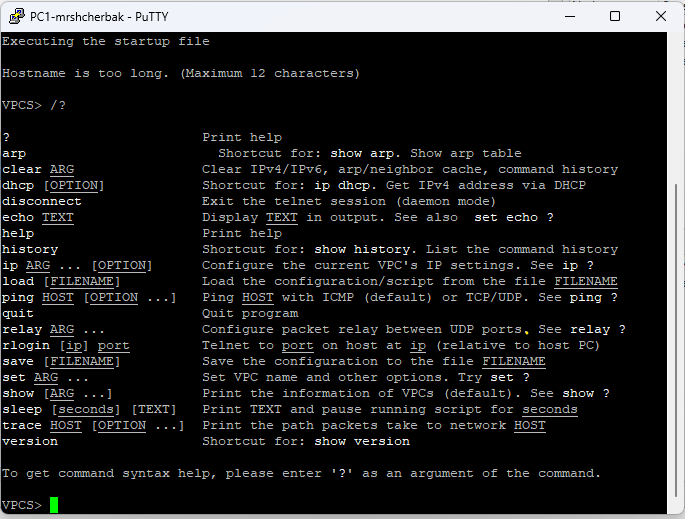 PC1-mrshcherbak - PuTTY
Executing the startup file
Hostname is too long. (Maximum 12 characters)
VPCS> /?
? Print help
arp Shortcut for: show arp. Show arp table
clear ARG Clear IPv4/IPv6, arp/neighbor cache, command history
dhcp [OPTION] Shortcut for: ip dhcp. Get IPv4 address via DHCP
disconnect Exit the telnet session (daemon mode)
echo TEXT Display TEXT in output. See also set echo ?
help Print help
history Shortcut for: show history. List the command history
ip ARG ... [OPTION] Configure the current VPC's IP settings. See ip ?
load [FILENAME] Load the configuration/script from the file FILENAME
ping HOST [OPTION ...] Ping HOST with ICMP (default) or TCP/UDP. See ping ?
quit Quit program
relay ARG ... Configure packet relay between UDP ports. See relay ?
rlogin [ip] port Telnet to port on host at ip (relative to host PC)
save [FILENAME] Save the configuration to the file FILENAME
set ARG ... Set VPC name and other options. Try set ?
show [ARG ...] Print the information of VPCs (default). See show ?
sleep [seconds] [TEXT] Print TEXT and pause running script for seconds
trace HOST [OPTION ...] Print the path packets take to network HOST
version Shortcut for: show version
To get command syntax help, please enter '?' as an argument of the command.
VPCS>